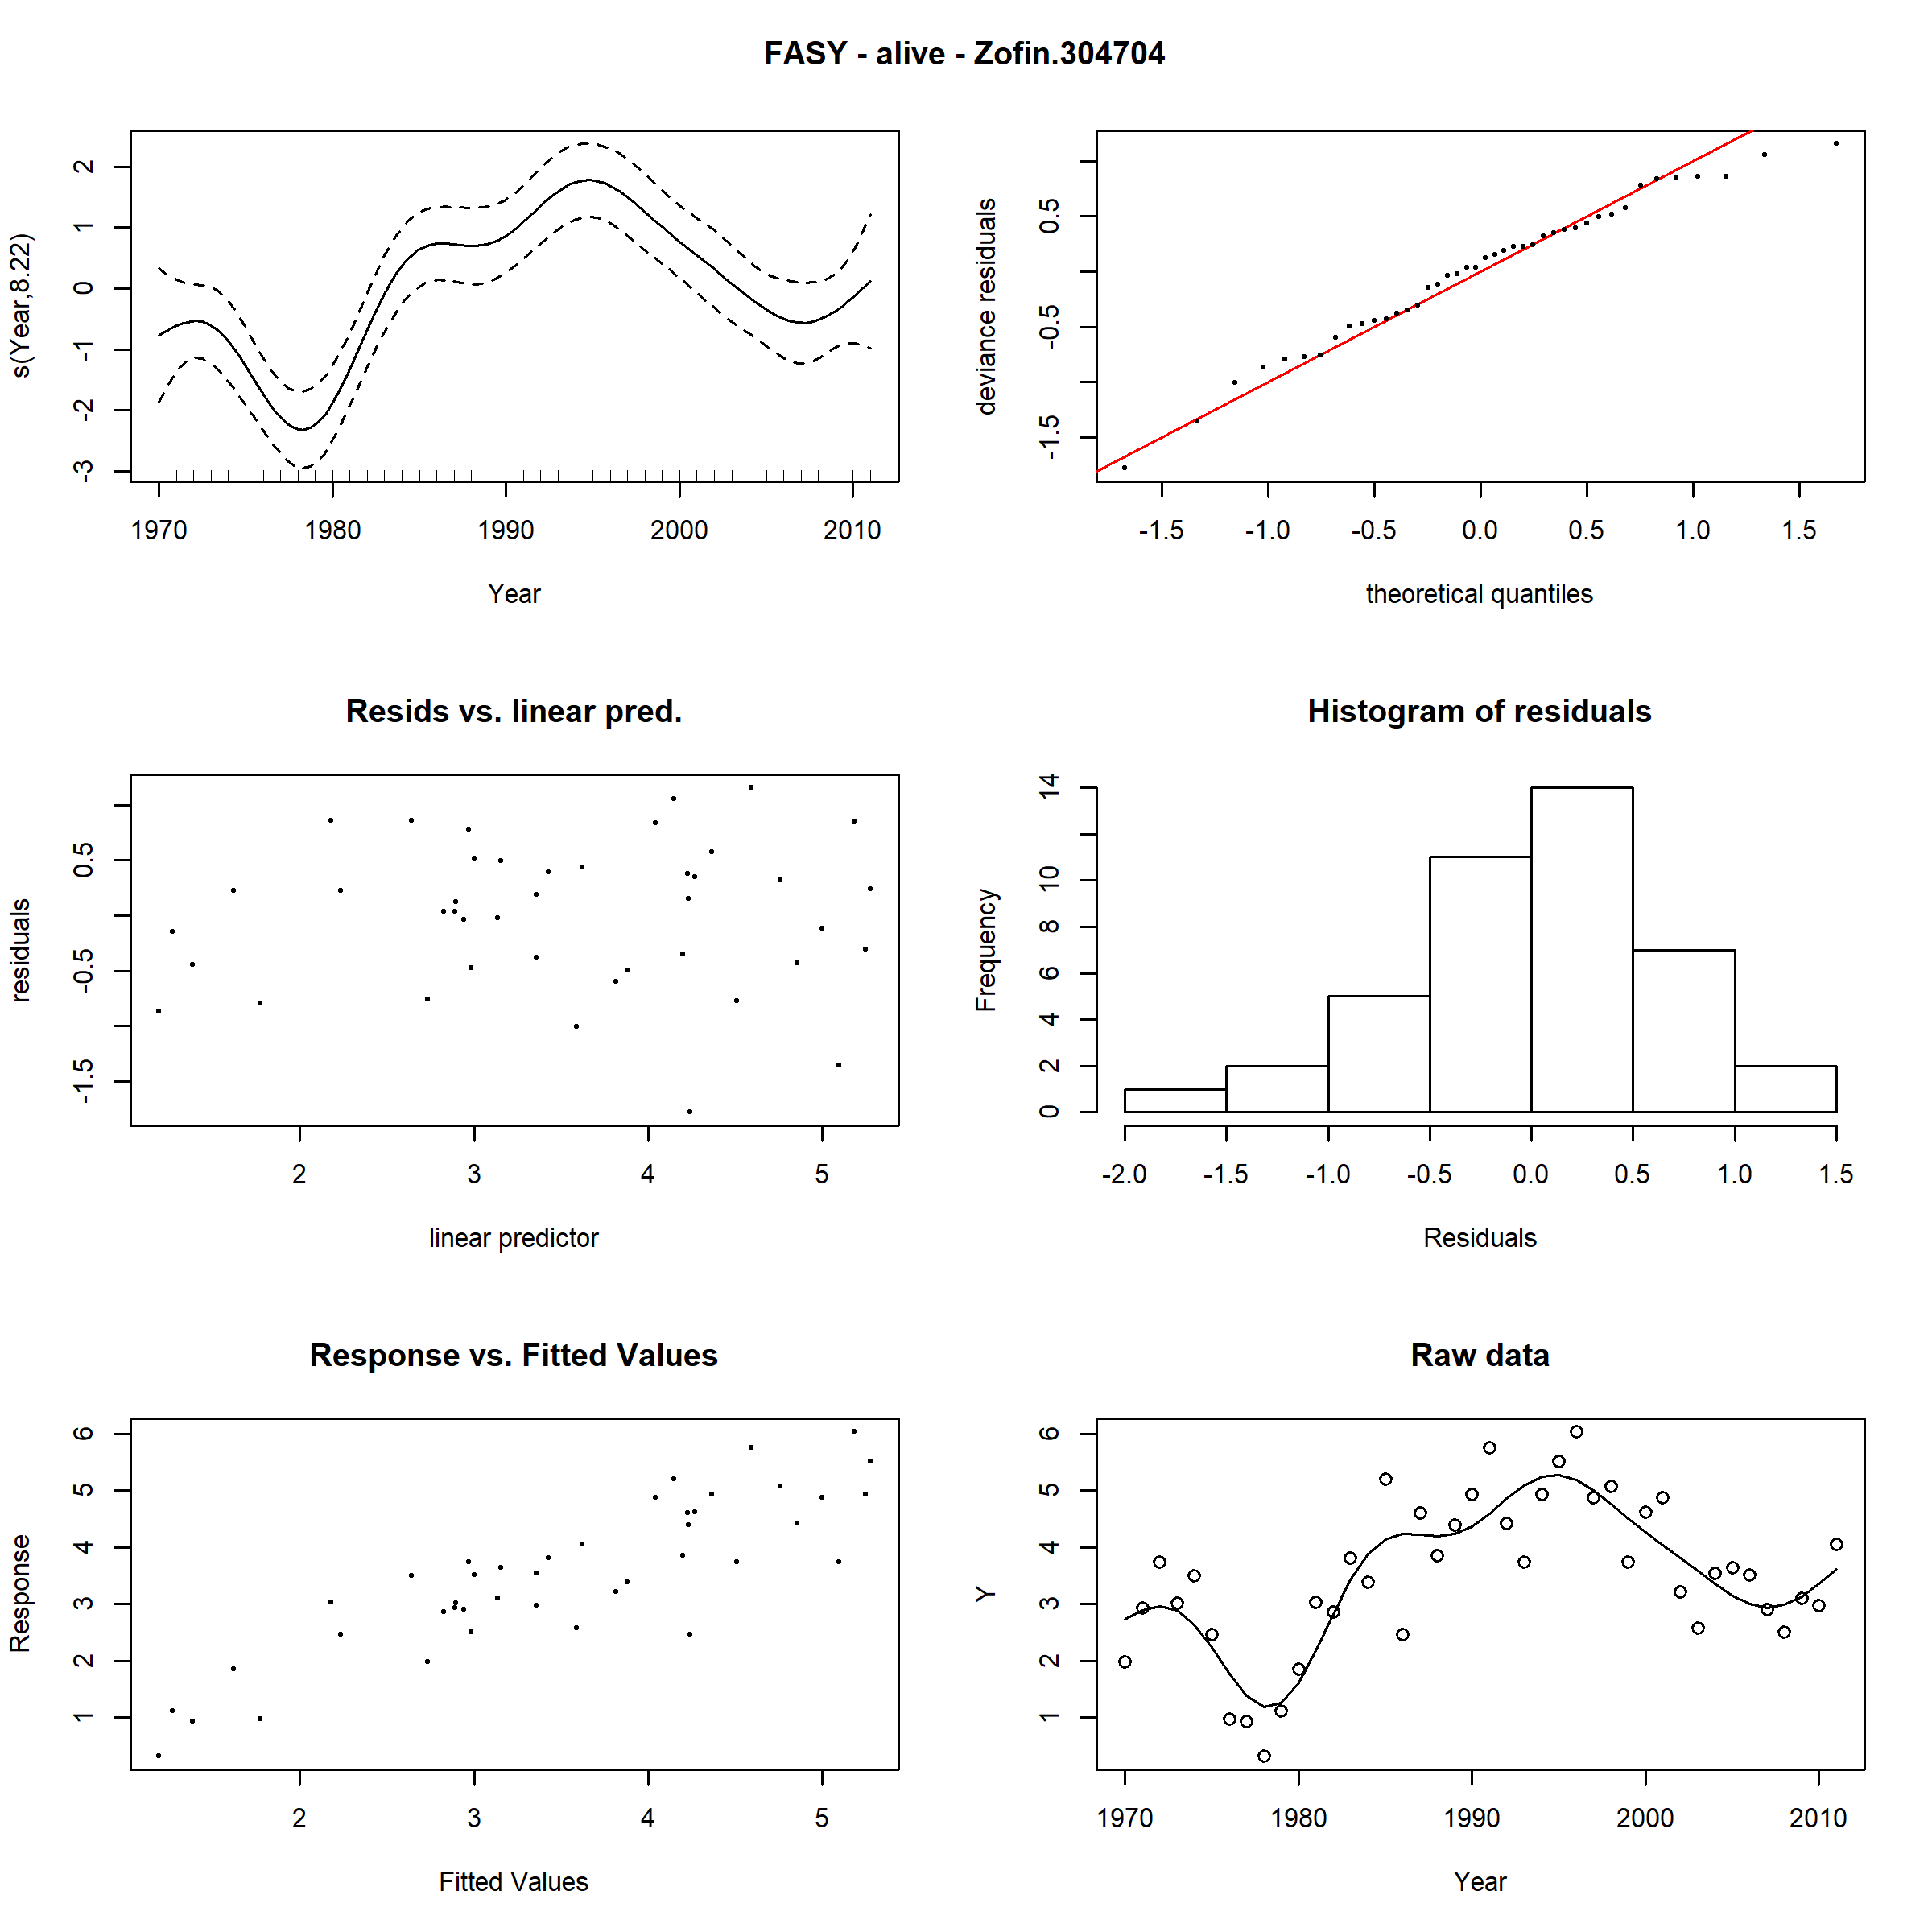 FASY - alive - Zofin.304704
s(Year,8.22)
2
1
0
-1
-2
-3
1970 1980 1990 2000 2010
Year
deviance residuals
0.5
-0.5
-1.5
-1.5 -1.0 -0.5 0.0 0.5 1.0 1.5
theoretical quantiles
Resids vs. linear pred.
residuals
0.5
-0.5
-1.5
2 3 4 5
linear predictor
Histogram of residuals
Frequency
14
10
8
6
4
2
0
-2.0 -1.5 -1.0 -0.5 0.0 0.5 1.0 1.5
Residuals
Response vs. Fitted Values
Response
6
5
4
3
2
1
2 3 4 5
Fitted Values
Raw data
Y
6
5
4
3
2
1
1970 1980 1990 2000 2010
Year